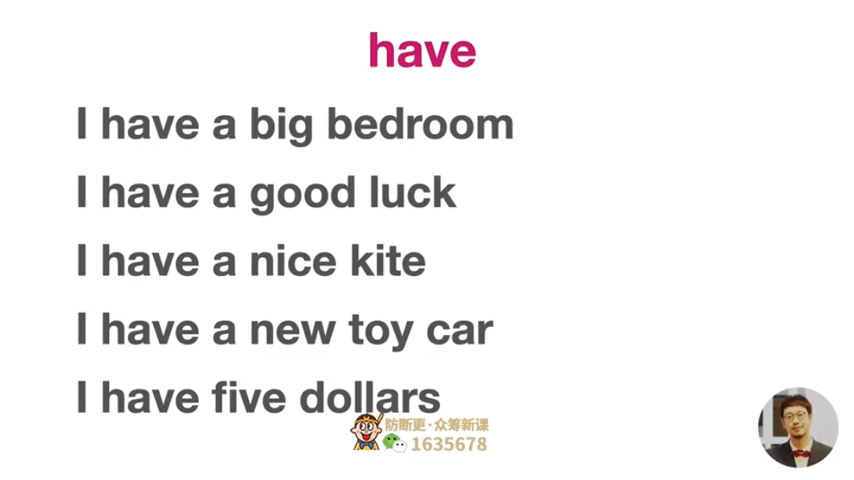 have
I have a big bedroom
I have a good luck
I have a nice kite
I have a new toy car
I have five dollars
防断更·众筹新课
1635678